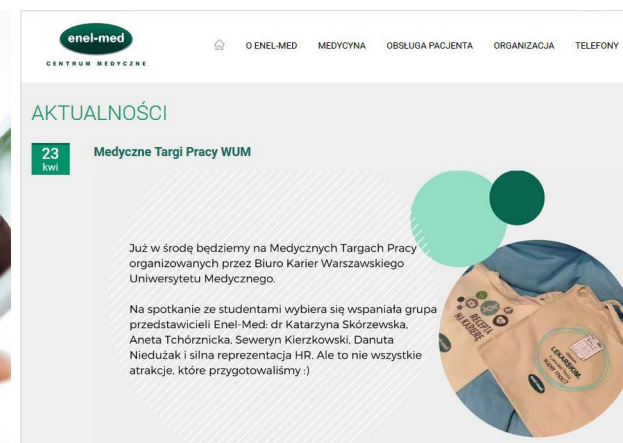 enel-med
CENTRUM MEDYCZNE
O ENEL-MED MEDYCYNA OBSŁUGA PACJENTA ORGANIZACJA TELEFONY
AKTUALNOŚCI
23
kwi
Medyczne Targi Pracy WUM
Już w środę będziemy na Medycznych Targach Pracy
organizowanych przez Biuro Karier Warszawskiego
Uniwersytetu Medycznego.
Na spotkanie ze studentami wybiera się wspaniała grupa
przedstawicieli Enel-Med: dr Katarzyna Skórzewska,
Aneta Tchórznicka, Seweryn Kierzkowski, Danuta
Niedużak i silna reprezentacja HR. Ale to nie wszystkie
atrakcje, które przygotowaliśmy :)
RECEPTA
NA KARIERĘ
LEKARSKIM,
super moc?